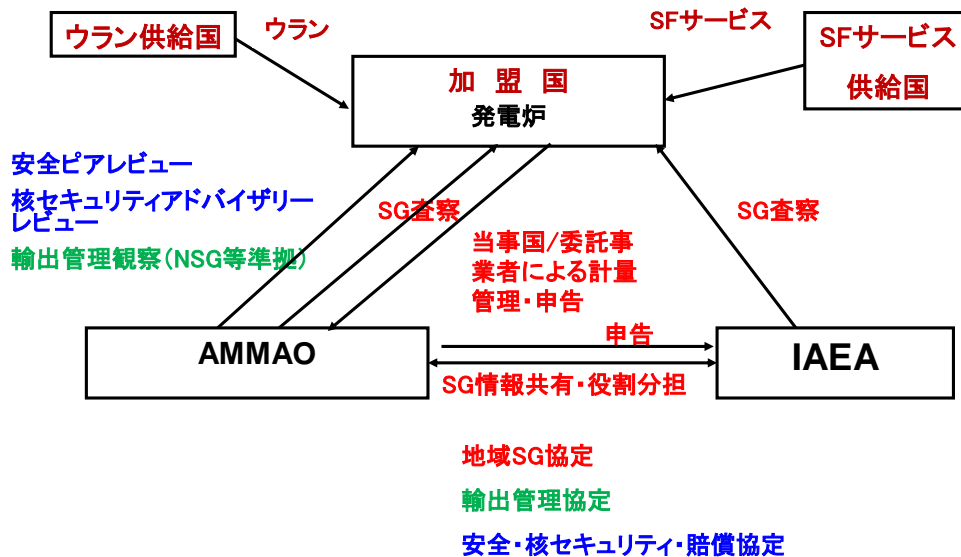 ウラン供給国
ウラン
SFサービス
SFサービス
供給国
加 盟 国
発電炉
安全ピアレビュー
核セキュリティアドバイザリー
レビュー
輸出管理観察(NSG等準拠)
SG査察
SG査察
当事国/委託事
業者による計量
管理・申告
AMMAO
申告
IAEA
SG情報共有・役割分担
地域SG協定
輸出管理協定
安全・核セキュリティ・賠償協定